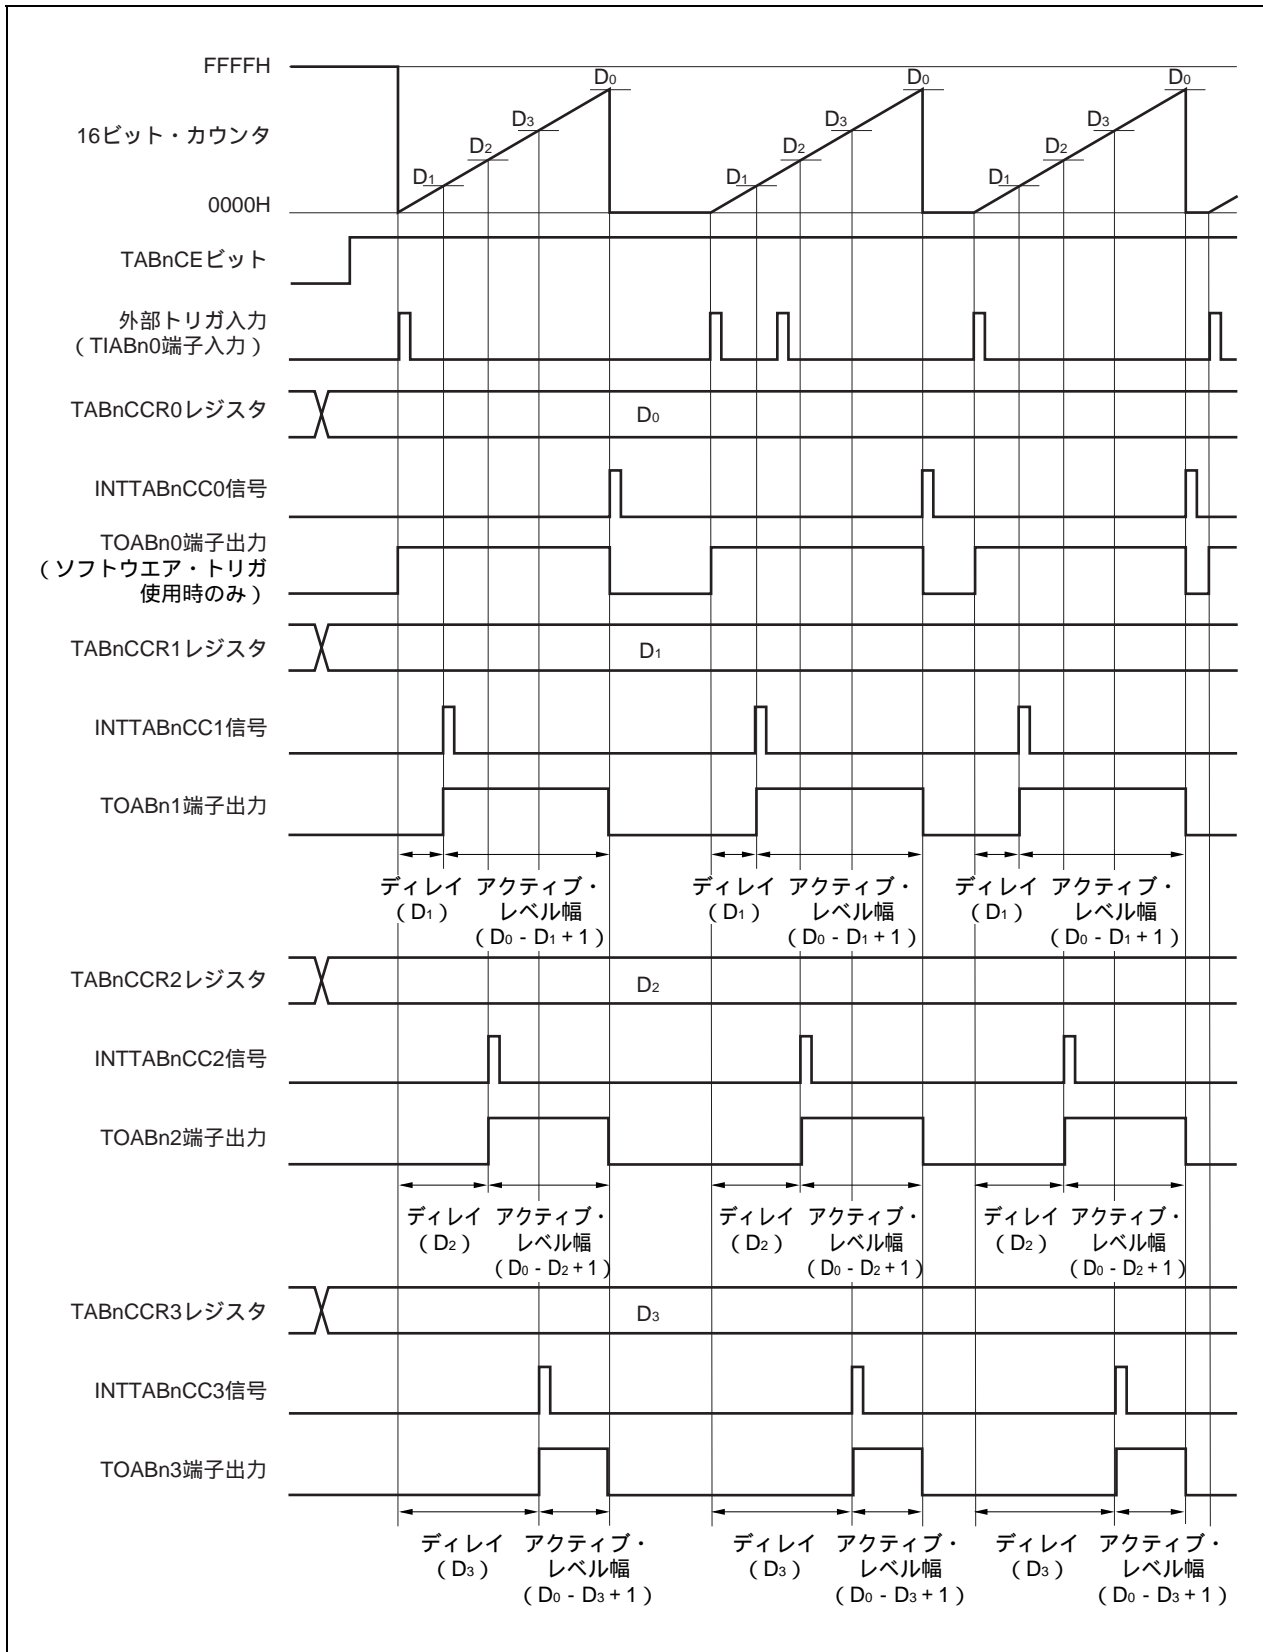 FFFFH
D0 D0 D0
16ビット・カウンタ
D3 D3 D3
D2 D2 D2
D1 D1 D1
0000H
TABnCEビット
外部トリガ入力
（TIABn0端子入力）
TABnCCR0レジスタ
D0
INTTABnCC0信号
TOABn0端子出力
（ソフトウエア・トリガ
使用時のみ）
TABnCCR1レジスタ
D1
INTTABnCC1信号
TOABn1端子出力
ディレイ アクティブ・ ディレイ アクティブ・ ディレイ アクティブ・
（D1） レベル幅 （D1） レベル幅 （D1） レベル幅
（D0 - D1 + 1） （D0 - D1 + 1） （D0 - D1 + 1）
TABnCCR2レジスタ
D2
INTTABnCC2信号
TOABn2端子出力
ディレイ アクティブ・ ディレイ アクティブ・ ディレイ アクティブ・
（D2） レベル幅 （D2） レベル幅 （D2） レベル幅
（D0 - D2 + 1） （D0 - D2 + 1） （D0 - D2 + 1）
TABnCCR3レジスタ
D3
INTTABnCC3信号
TOABn3端子出力
ディレイ アクティブ・ ディレイ アクティブ・ ディレイ アクティブ・
（D3） レベル幅 （D3） レベル幅 （D3） レベル幅
（D0 - D3 + 1） （D0 - D3 + 1） （D0 - D3 + 1）